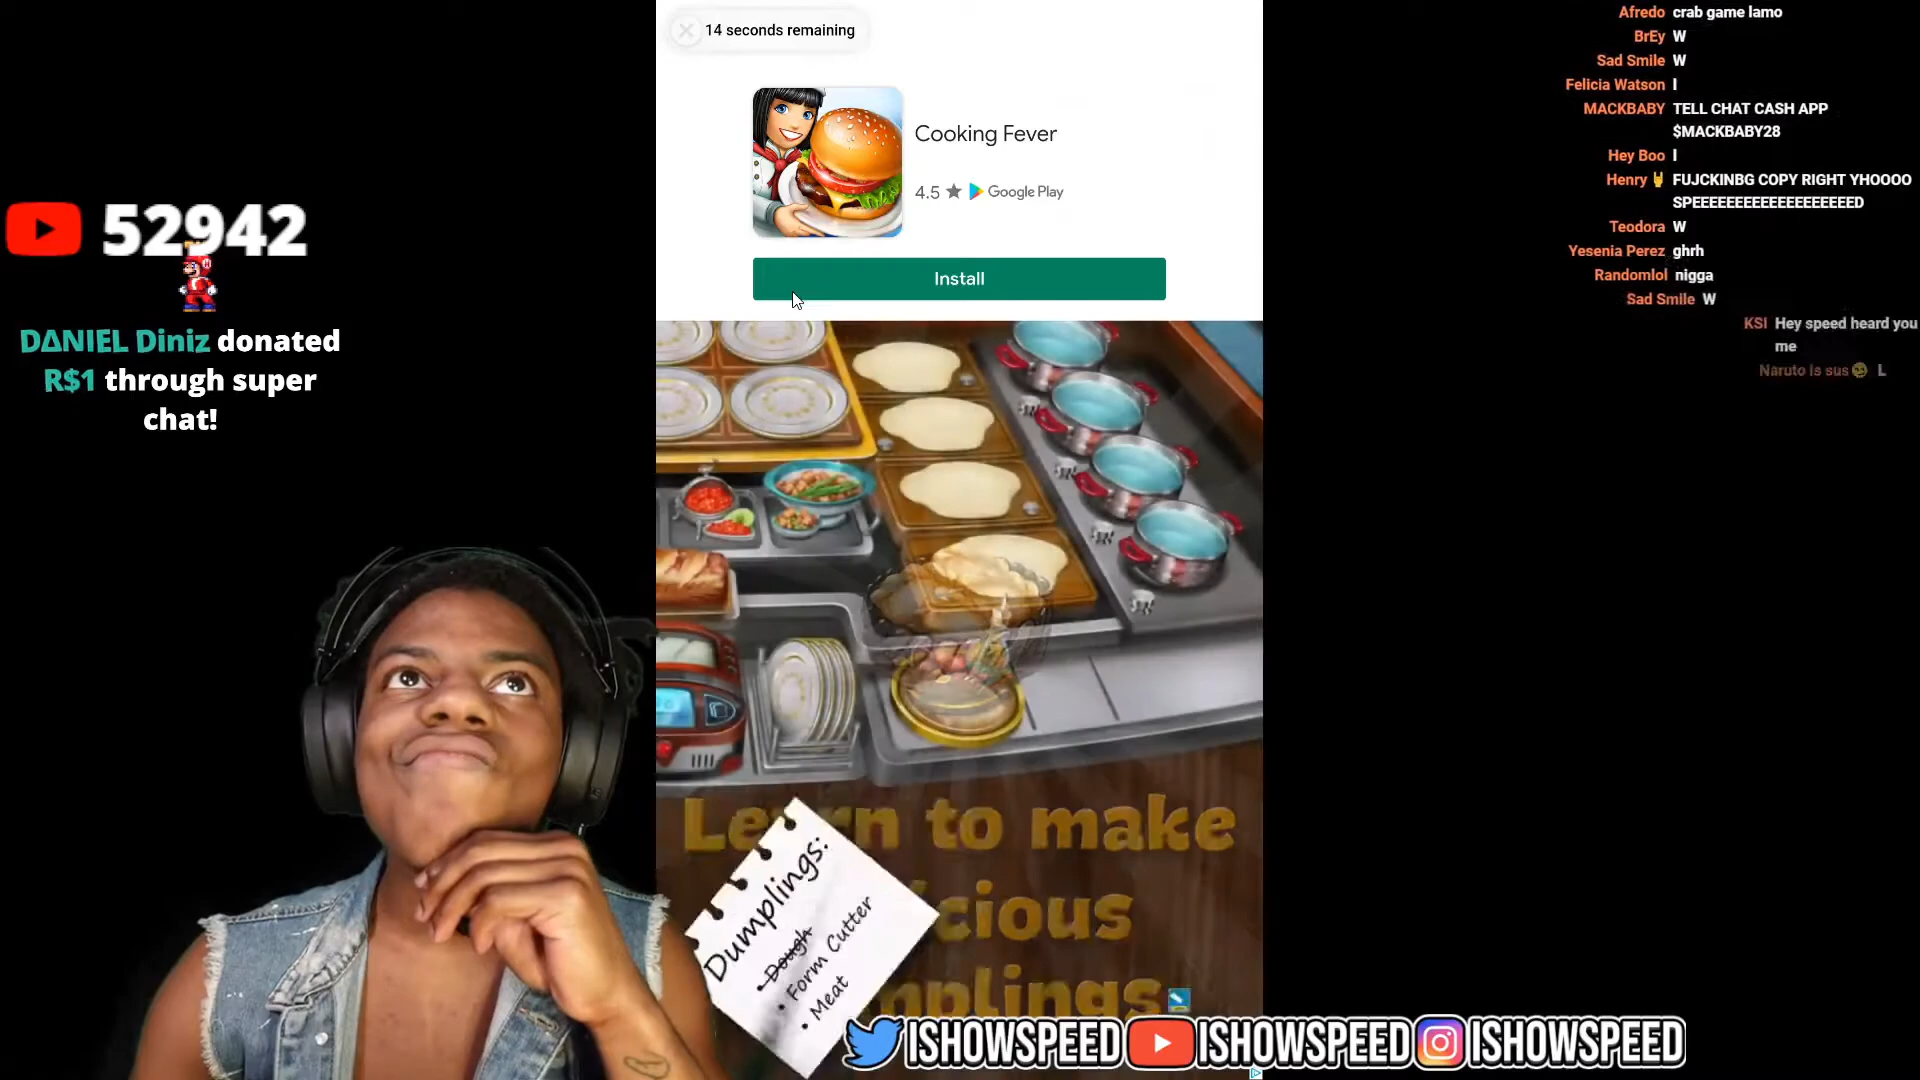 14 seconds remaining
Cooking Fever
4.5 ★ Google Play
Install
52942
DΔNIEL Diniz donated
R$1 through super
chat!
Afredo crab game lamo
BrEy W
Sad Smile W
Felicia Watson I
MACKBABY TELL CHAT CASH APP
$MACKBABY28
Hey Boo I
Henry🤘 FUJCKINBG COPY RIGHT YHOOOO
SPEEEEEEEEEEEEEEEEEEED
Teodora W
Yesenia Perez ghrh
Randomlol nigga
Sad Smile W
KSI Hey speed heard you
me
Naruto is sus L
to make
Dumplings:
• Dough
• Form Cutter
• Meat
ISHOWSPEED ISHOWSPEED ISHOWSPEED